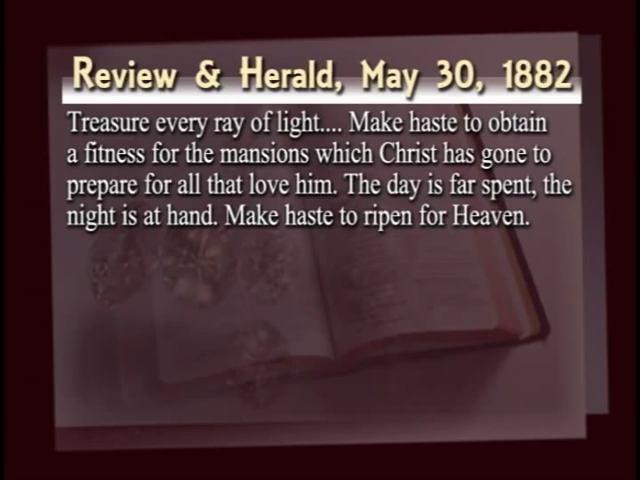 Review & Herald, May 30, 1882
Treasure every ray of light.... Make haste to obtain
a fitness for the mansions which Christ has gone to
prepare for all that love him. The day is far spent, the
night is at hand. Make haste to ripen for Heaven.